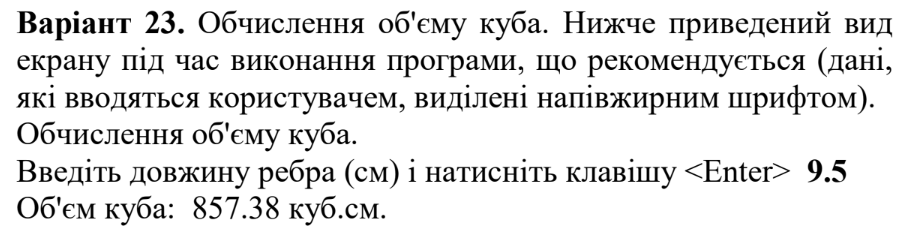 Варіант 23. Обчислення об'єму куба. Нижче приведений вид
екрану під час виконання програми, що рекомендується (дані,
які вводяться користувачем, виділені напівжирним шрифтом).
Обчислення об'єму куба.
Введіть довжину ребра (см) і натисніть клавішу <Enter> 9.5
Об'єм куба: 857.38 куб.см.